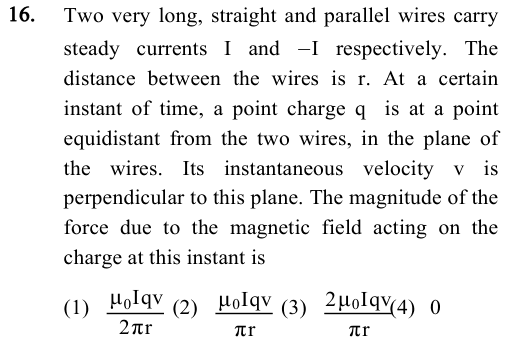 16. Two very long, straight and parallel wires carry
steady currents I and −I respectively. The
distance between the wires is r. At a certain
instant of time, a point charge q is at a point
equidistant from the two wires, in the plane of
the wires. Its instantaneous velocity v is
perpendicular to this plane. The magnitude of the
force due to the magnetic field acting on the
charge at this instant is
(1) μ₀Iqv/2πr (2) μ₀Iqv/πr (3) 2μ₀Iqv/πr (4) 0